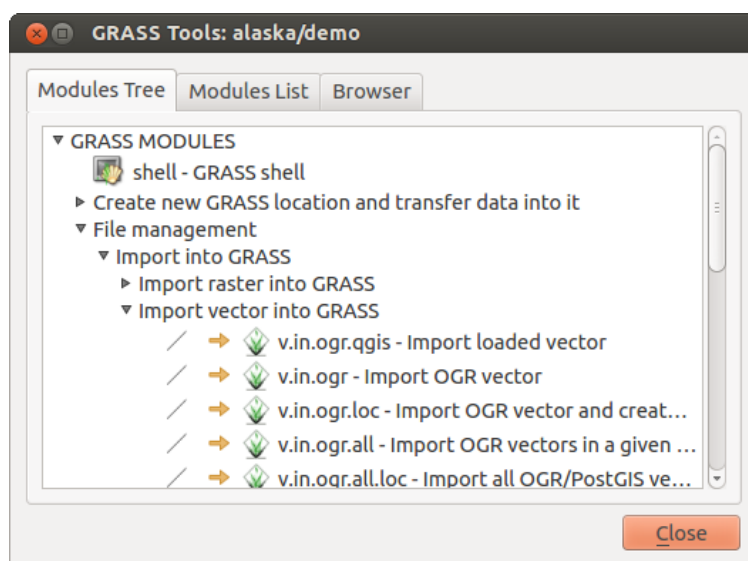 GRASS Tools: alaska/demo
Modules Tree Modules List Browser
GRASS MODULES
shell - GRASS shell
Create new GRASS location and transfer data into it
File management
Import into GRASS
Import raster into GRASS
Import vector into GRASS
v.in.ogr.qgis - Import loaded vector
v.in.ogr - Import OGR vector
v.in.ogr.loc - Import OGR vector and creat...
v.in.ogr.all - Import OGR vectors in a given ...
v.in.ogr.all.loc - Import all OGR/PostGIS ve...
Close